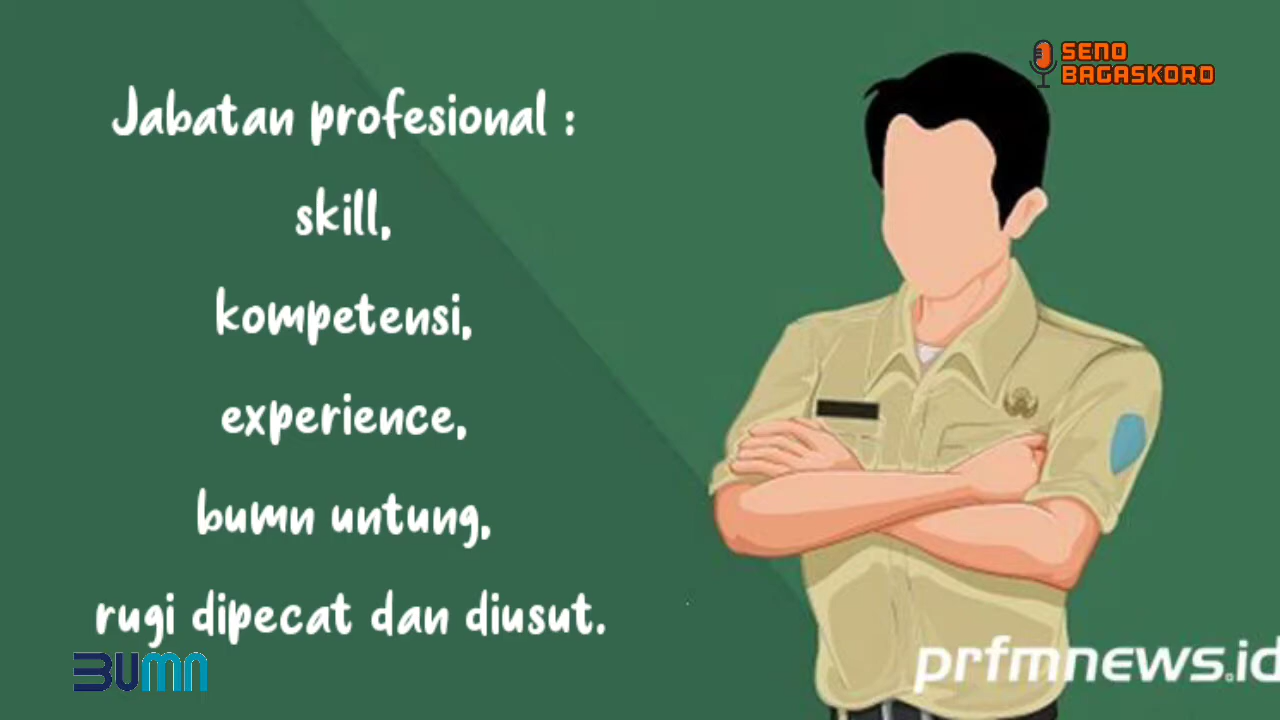 Jabatan profesional :
skill,
kompetensi,
experience,
bumn untung,
rugi dipecat dan diusut.
BUMN
SENO
BAGASKORO
prfmnews.id